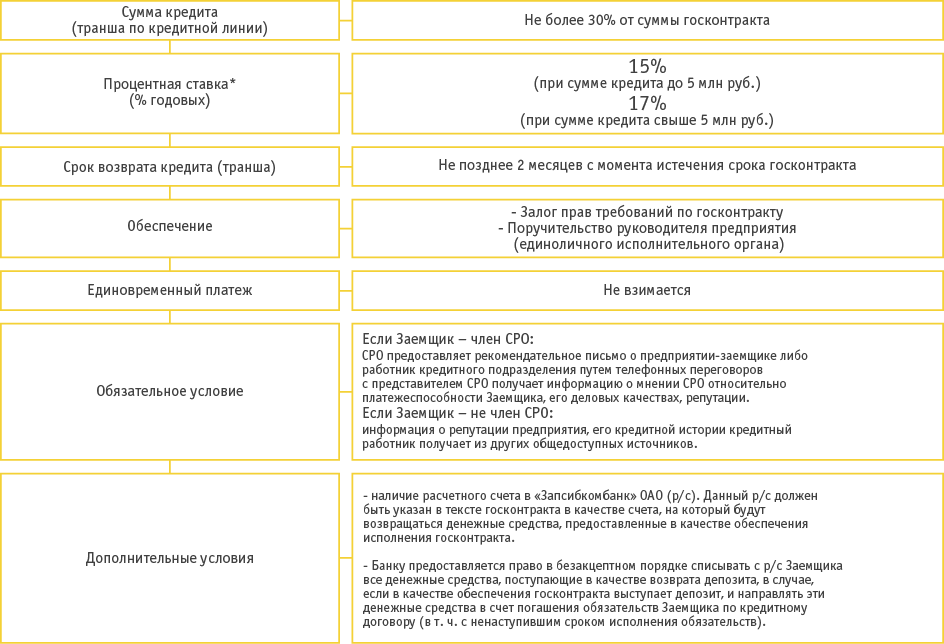 Сумма кредита
(транша по кредитной линии)
Не более 30% от суммы госконтракта
Процентная ставка*
(% годовых)
15%
(при сумме кредита до 5 млн руб.)
17%
(при сумме кредита свыше 5 млн руб.)
Срок возврата кредита (транша)
Не позднее 2 месяцев с момента истечения срока госконтракта
Обеспечение
- Залог прав требований по госконтракту
- Поручительство руководителя предприятия
(единоличного исполнительного органа)
Единовременный платеж
Не взимается
Обязательное условие
Если Заемщик – член СРО:
СРО предоставляет рекомендательное письмо о предприятии-заемщике либо
работник кредитного подразделения путем телефонных переговоров
с представителем СРО получает информацию о мнении СРО относительно
платежеспособности Заемщика, его деловых качествах, репутации.
Если Заемщик – не член СРО:
информация о репутации предприятия, его кредитной истории кредитный
работник получает из других общедоступных источников.
Дополнительные условия
- наличие расчетного счета в «Запсибкомбанк» ОАО (р/с). Данный р/с должен
быть указан в тексте госконтракта в качестве счета, на который будут
возвращаться денежные средства, предоставленные в качестве обеспечения
исполнения госконтракта.
- Банку предоставляется право в безакцептном порядке списывать с р/с Заемщика
все денежные средства, поступающие в качестве возврата депозита, в случае,
если в качестве обеспечения госконтракта выступает депозит, и направлять эти
денежные средства в счет погашения обязательств Заемщика по кредитному
договору (в т. ч. с ненаступившим сроком исполнения обязательств).